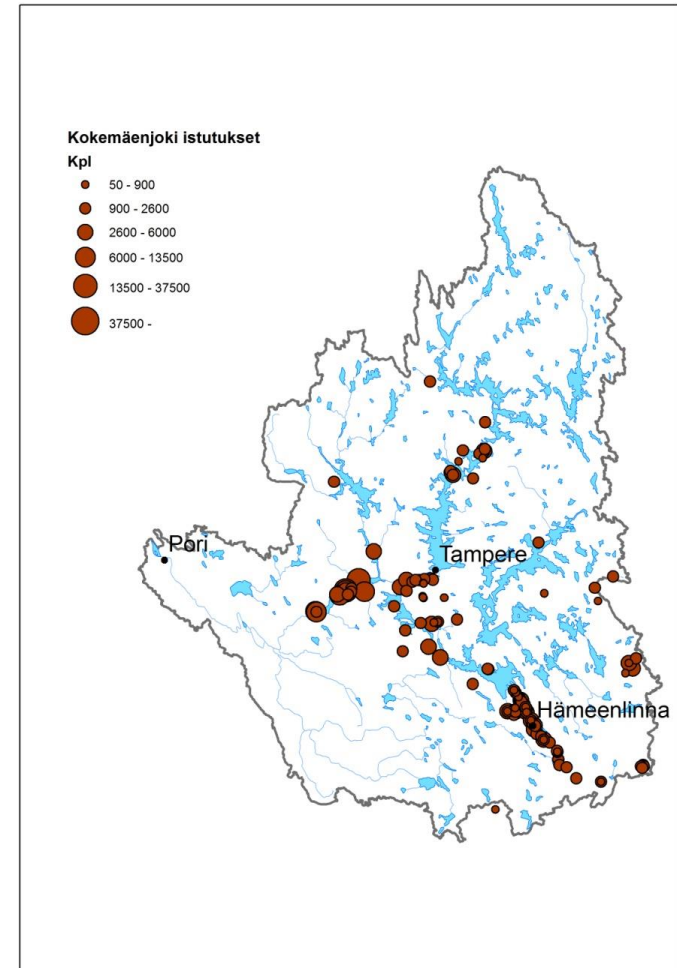 Kokemäenjoki istutukset
Kpl
50 - 900
900 - 2600
2600 - 6000
6000 - 13500
13500 - 37500
37500 -
Pori
Tampere
Hämeenlinna